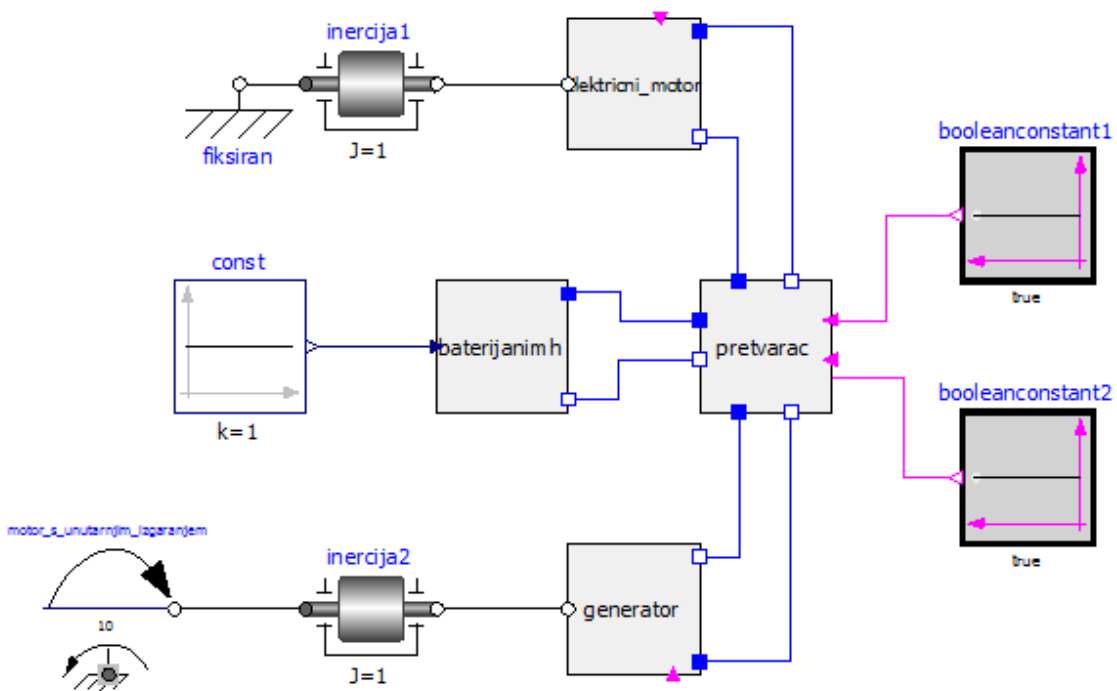 inercija1
lektricni_motor
fiksiran
J=1
booleanconstant1
true
const
baterijanimh
pretvarac
k=1
booleanconstant2
true
motor_s_unutarnjim_izgaranjem
inercija2
10
generator
J=1